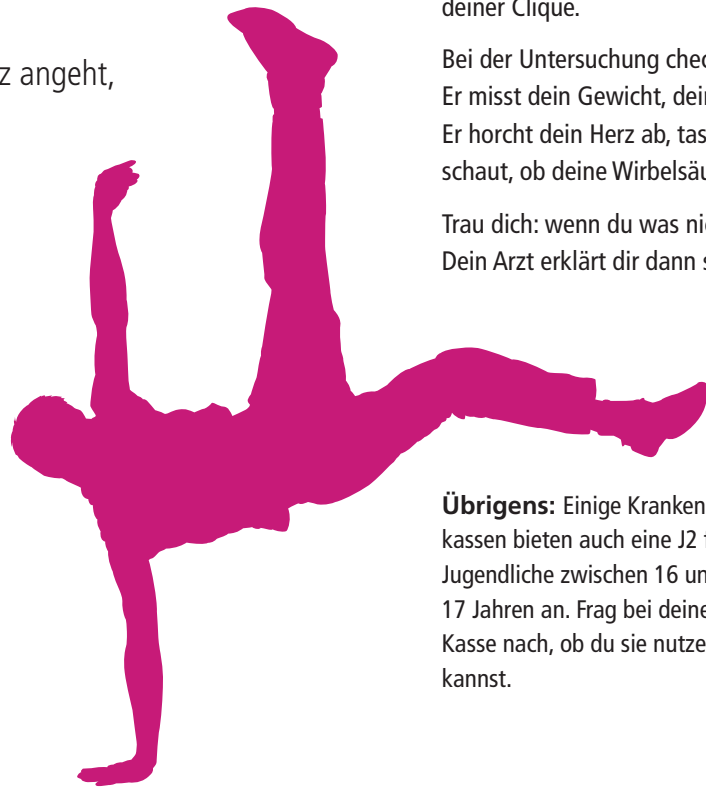 z angeht,
deiner Clique.
Bei der Untersuchung chec
Er misst dein Gewicht, dei
Er horcht dein Herz ab, tas
schaut, ob deine Wirbelsäu
Trau dich: wenn du was nic
Dein Arzt erklärt dir dann s
Übrigens: Einige Kranken
kassen bieten auch eine J2 f
Jugendliche zwischen 16 un
17 Jahren an. Frag bei deine
Kasse nach, ob du sie nutze
kannst.